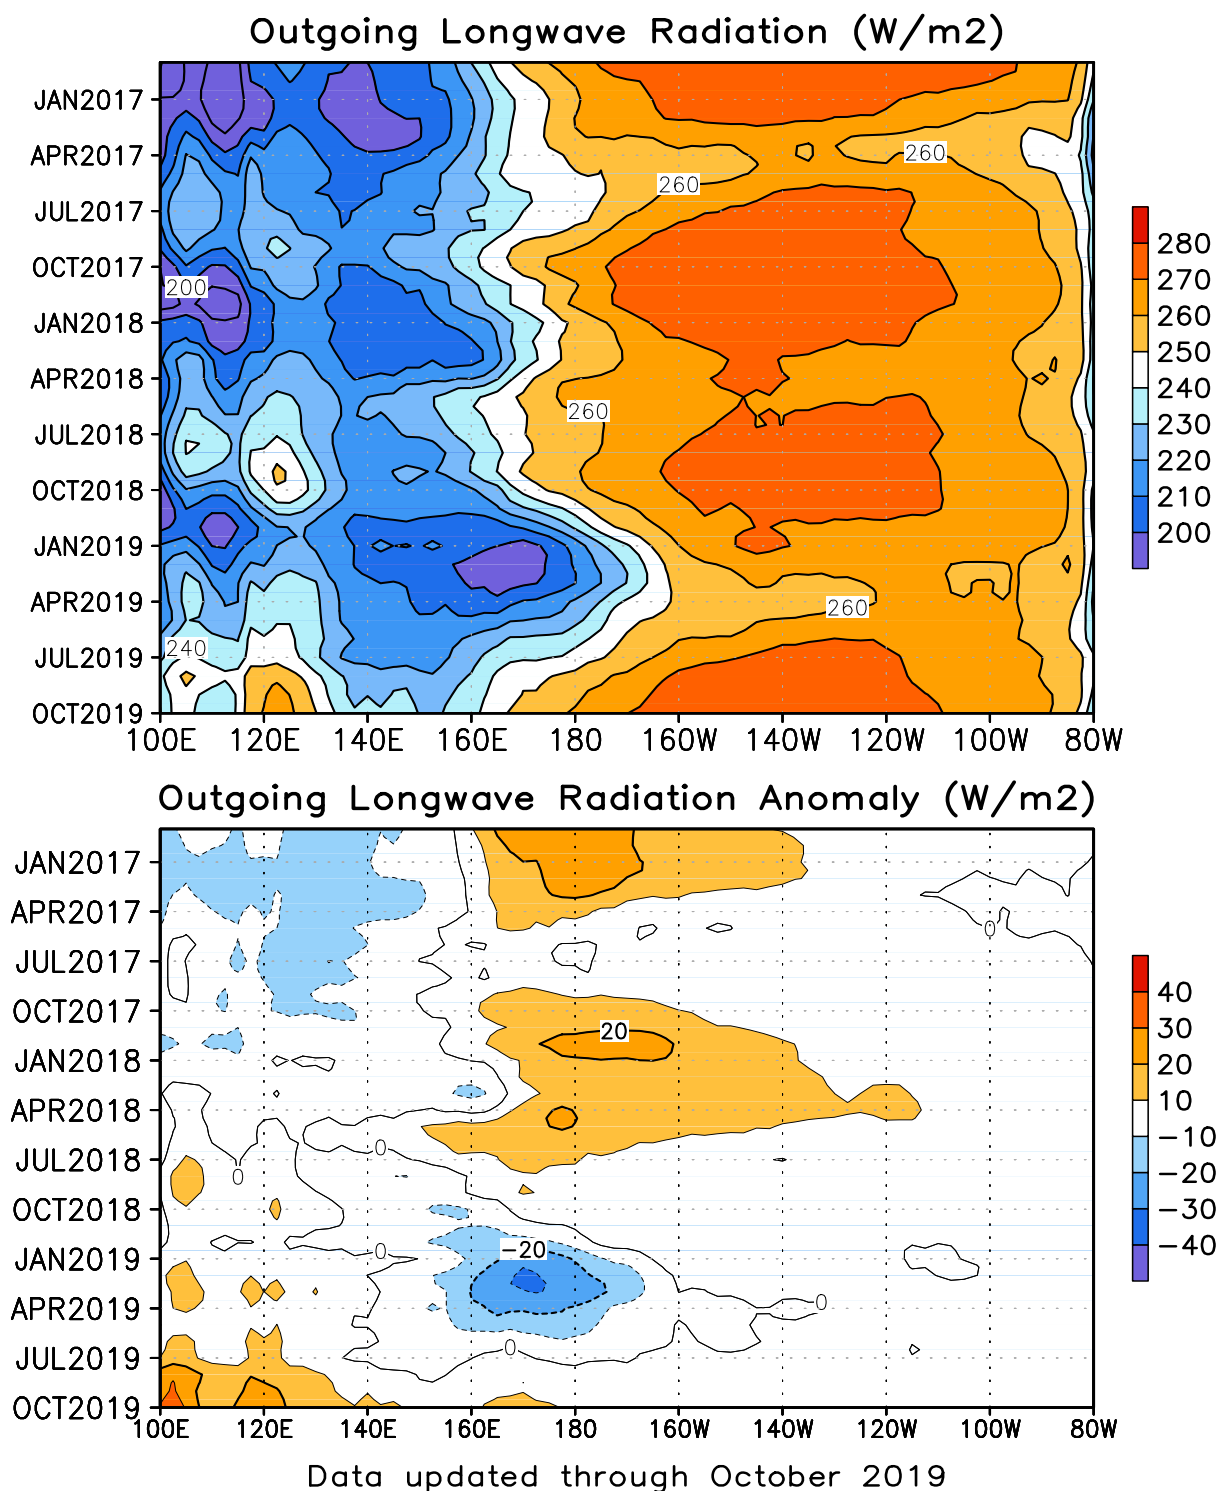 Outgoing Longwave Radiation (W/m2)
JAN2017
APR2017
JUL2017
OCT2017
JAN2018
APR2018
JUL2018
OCT2018
JAN2019
APR2019
JUL2019
OCT2019
260
260
200
260
260
240
100E 120E 140E 160E 180 160W 140W 120W 100W 80W
280
270
260
250
240
230
220
210
200
Outgoing Longwave Radiation Anomaly (W/m2)
JAN2017
APR2017
JUL2017
OCT2017
JAN2018
APR2018
JUL2018
OCT2018
JAN2019
APR2019
JUL2019
OCT2019
0
20
0
0
0
-20
0
0
100E 120E 140E 160E 180 160W 140W 120W 100W 80W
40
30
20
10
-10
-20
-30
-40
Data updated through October 2019